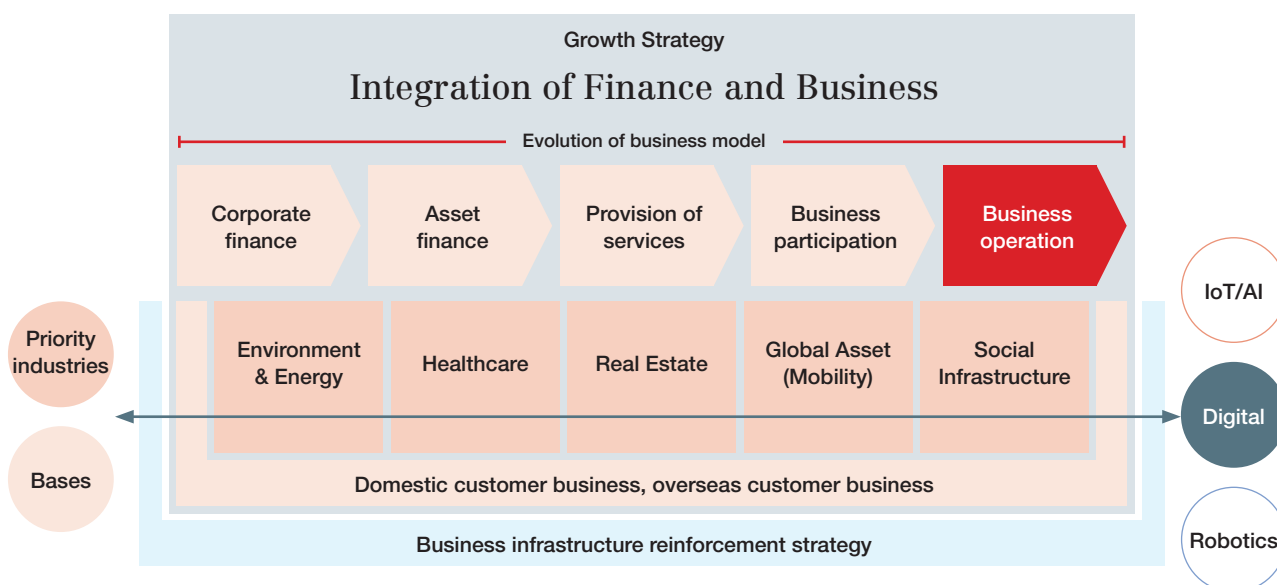 Growth Strategy
Integration of Finance and Business
Evolution of business model
Corporate
finance
Asset
finance
Provision of
services
Business
participation
Business
operation
Priority
industries
Bases
Environment
& Energy
Healthcare
Real Estate
Global Asset
(Mobility)
Social
Infrastructure
Domestic customer business, overseas customer business
Business infrastructure reinforcement strategy
IoT/AI
Digital
Robotics